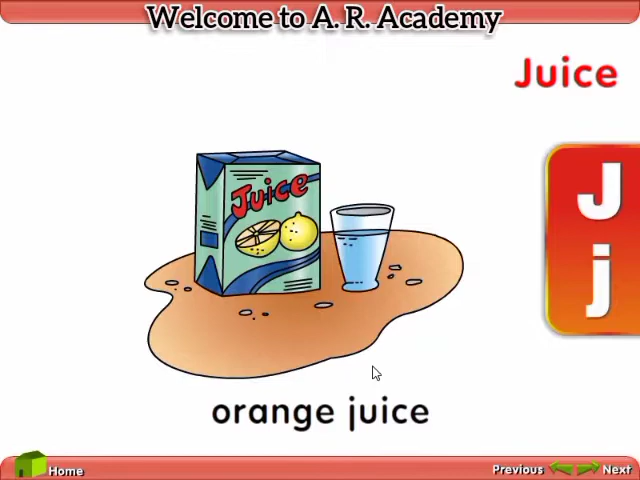 Welcome to A. R. Academy
Juice
Juice
J
j
orange juice
Home
Previous
Next